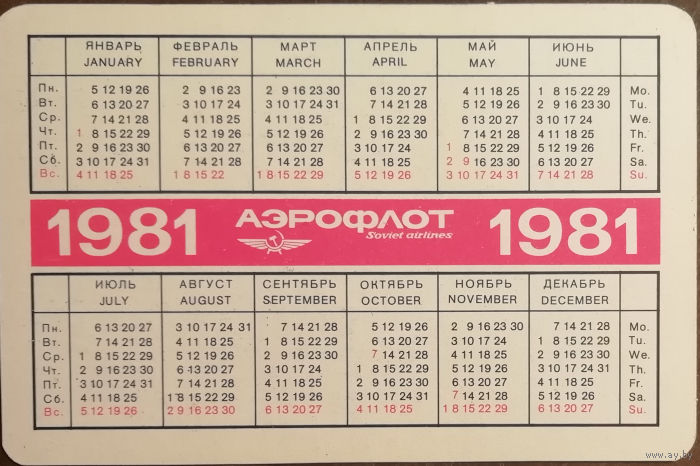 ЯНВАРЬ ФЕВРАЛЬ МАРТ АПРЕЛЬ МАЙ ИЮНЬ
JANUARY FEBRUARY MARCH APRIL MAY JUNE
Пн. 5 12 19 26 2 9 16 23 2 9 16 23 30 6 13 20 27 4 11 18 25 1 8 15 22 29 Mo.
Вт. 6 13 20 27 3 10 17 24 3 10 17 24 31 7 14 21 28 5 12 19 26 2 9 16 23 30 Tu.
Ср. 7 14 21 28 4 11 18 25 4 11 18 25 1 8 15 22 29 6 13 20 27 3 10 17 24 We.
Чт. 1 8 15 22 29 5 12 19 26 5 12 19 26 2 9 16 23 30 7 14 21 28 4 11 18 25 Th.
Пт. 2 9 16 23 30 6 13 20 27 6 13 20 27 3 10 17 24 1 8 15 22 29 5 12 19 26 Fr.
Сб. 3 10 17 24 31 7 14 21 28 7 14 21 28 4 11 18 25 2 9 16 23 30 6 13 20 27 Sa.
Вс. 4 11 18 25 1 8 15 22 1 8 15 22 29 5 12 19 26 3 10 17 24 31 7 14 21 28 Su.
1981 АЭРОФЛОТ 1981
Soviet airlines
ИЮЛЬ АВГУСТ СЕНТЯБРЬ ОКТЯБРЬ НОЯБРЬ ДЕКАБРЬ
JULY AUGUST SEPTEMBER OCTOBER NOVEMBER DECEMBER
Пн. 6 13 20 27 3 10 17 24 31 7 14 21 28 5 12 19 26 2 9 16 23 30 7 14 21 28 Mo.
Вт. 7 14 21 28 4 11 18 25 1 8 15 22 29 6 13 20 27 3 10 17 24 1 8 15 22 29 Tu.
Ср. 1 8 15 22 29 5 12 19 26 2 9 16 23 30 7 14 21 28 4 11 18 25 2 9 16 23 30 We.
Чт. 2 9 16 23 30 6 13 20 27 3 10 17 24 1 8 15 22 29 5 12 19 26 3 10 17 24 31 Th.
Пт. 3 10 17 24 31 7 14 21 28 4 11 18 25 2 9 16 23 30 6 13 20 27 4 11 18 25 Fr.
Сб. 4 11 18 25 1 8 15 22 29 5 12 19 26 3 10 17 24 31 7 14 21 28 5 12 19 26 Sa.
Вс. 5 12 19 26 2 9 16 23 30 6 13 20 27 4 11 18 25 1 8 15 22 29 6 13 20 27 Su.
www.ay.by